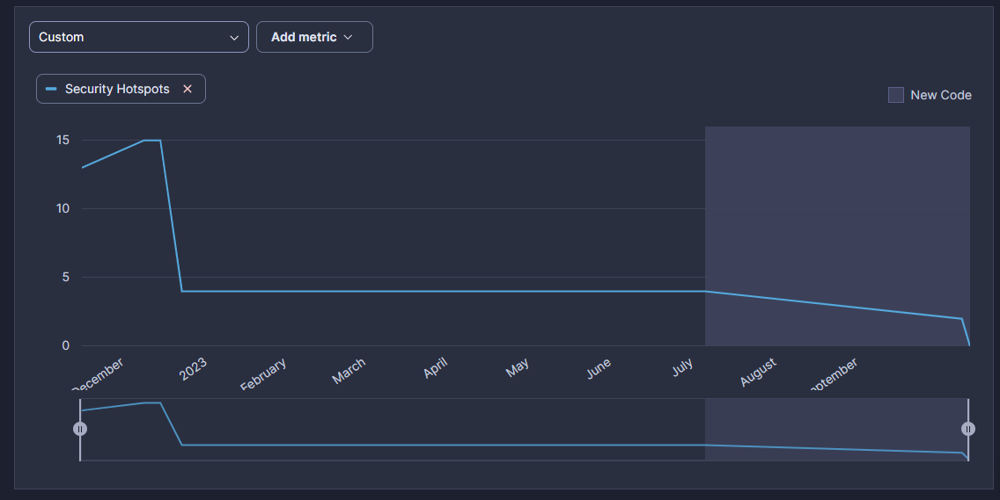 Custom
Add metric
Security Hotspots
New Code
15
10
5
0
December
2023
February
March
April
May
June
July
August
eptember